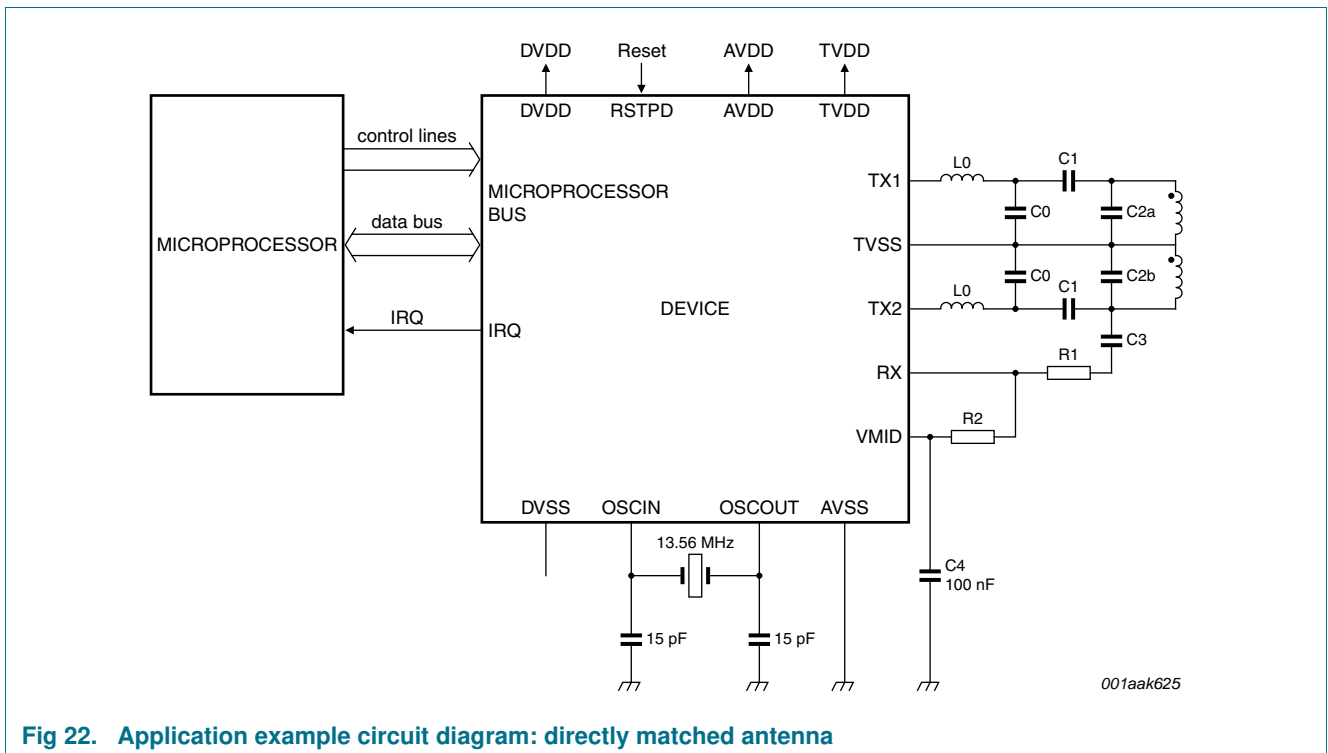 DVDD Reset AVDD TVDD
DVDD RSTPD AVDD TVDD
control lines
MICROPROCESSOR
BUS
data bus
MICROPROCESSOR
IRQ
IRQ
DEVICE
TX1
L0
C1
C0
C2a
TVSS
C0
C2b
L0
C1
TX2
C3
R1
RX
R2
VMID
DVSS OSCIN OSCOUT AVSS
13.56 MHz
C4
100 nF
15 pF
15 pF
001aak625
Fig 22. Application example circuit diagram: directly matched antenna